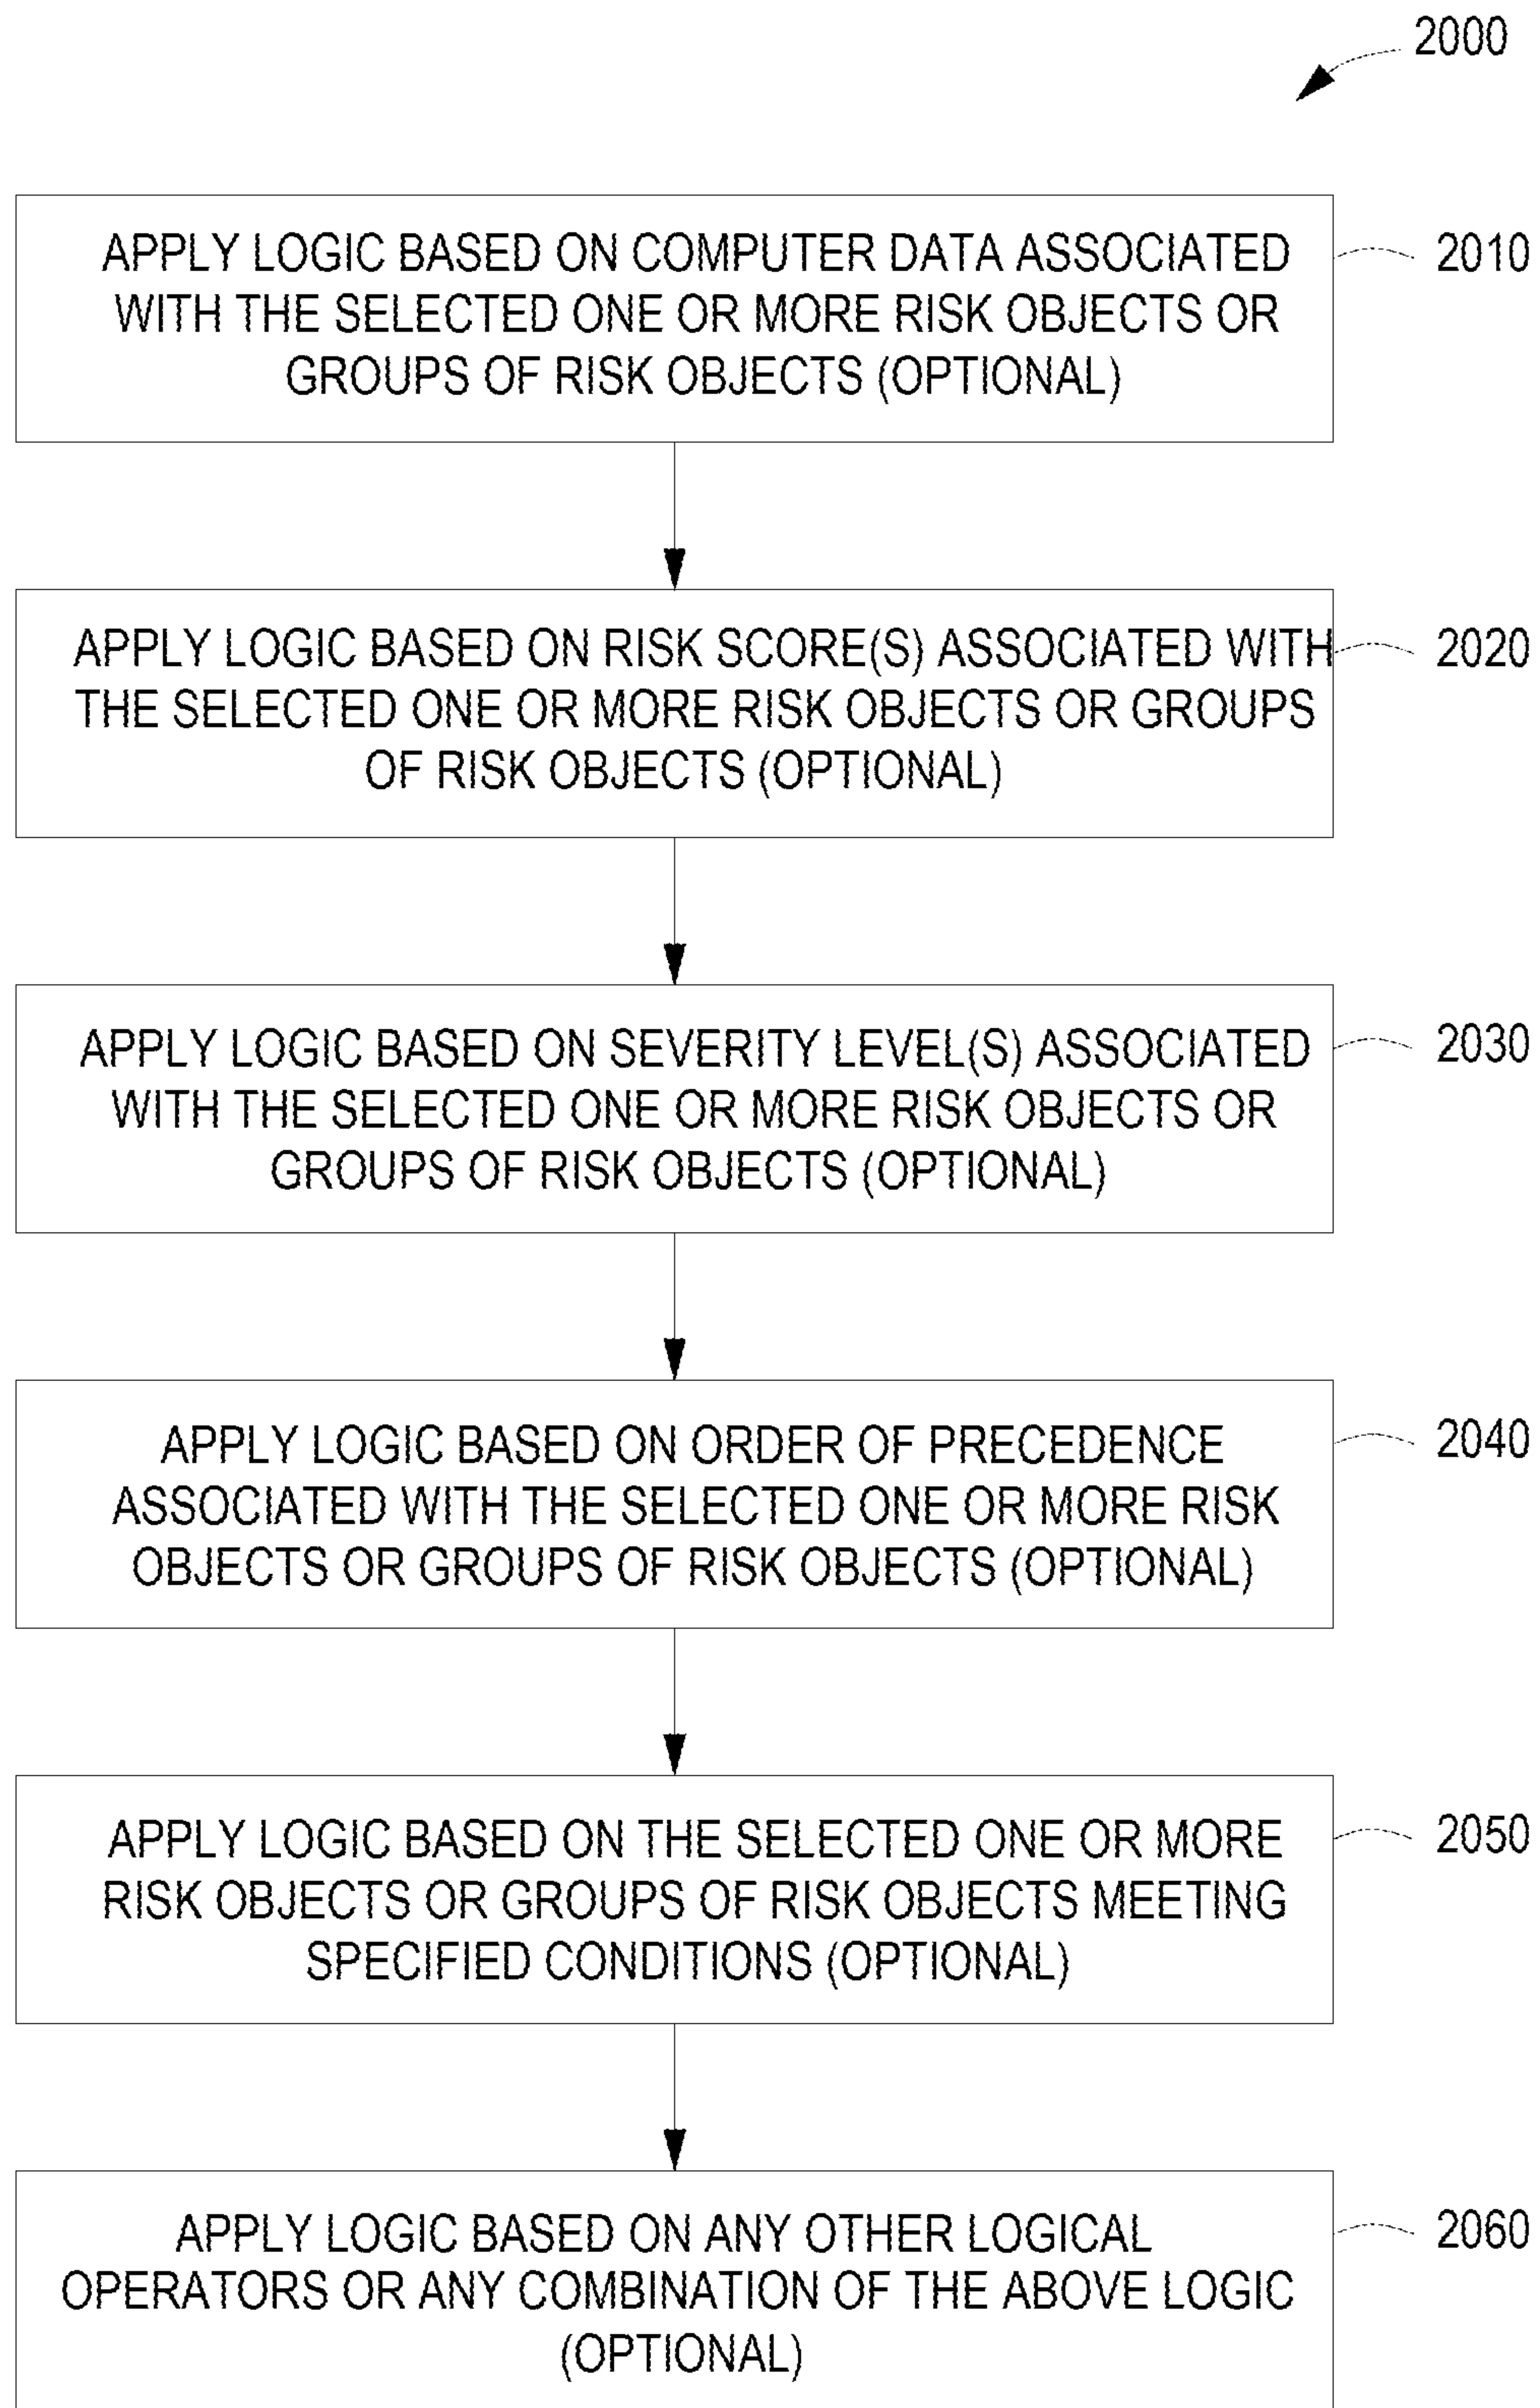 2000
APPLY LOGIC BASED ON COMPUTER DATA ASSOCIATED
WITH THE SELECTED ONE OR MORE RISK OBJECTS OR
GROUPS OF RISK OBJECTS (OPTIONAL)
2010
APPLY LOGIC BASED ON RISK SCORE(S) ASSOCIATED WITH
THE SELECTED ONE OR MORE RISK OBJECTS OR GROUPS
OF RISK OBJECTS (OPTIONAL)
2020
APPLY LOGIC BASED ON SEVERITY LEVEL(S) ASSOCIATED
WITH THE SELECTED ONE OR MORE RISK OBJECTS OR
GROUPS OF RISK OBJECTS (OPTIONAL)
2030
APPLY LOGIC BASED ON ORDER OF PRECEDENCE
ASSOCIATED WITH THE SELECTED ONE OR MORE RISK
OBJECTS OR GROUPS OF RISK OBJECTS (OPTIONAL)
2040
APPLY LOGIC BASED ON THE SELECTED ONE OR MORE
RISK OBJECTS OR GROUPS OF RISK OBJECTS MEETING
SPECIFIED CONDITIONS (OPTIONAL)
2050
APPLY LOGIC BASED ON ANY OTHER LOGICAL
OPERATORS OR ANY COMBINATION OF THE ABOVE LOGIC
(OPTIONAL)
2060